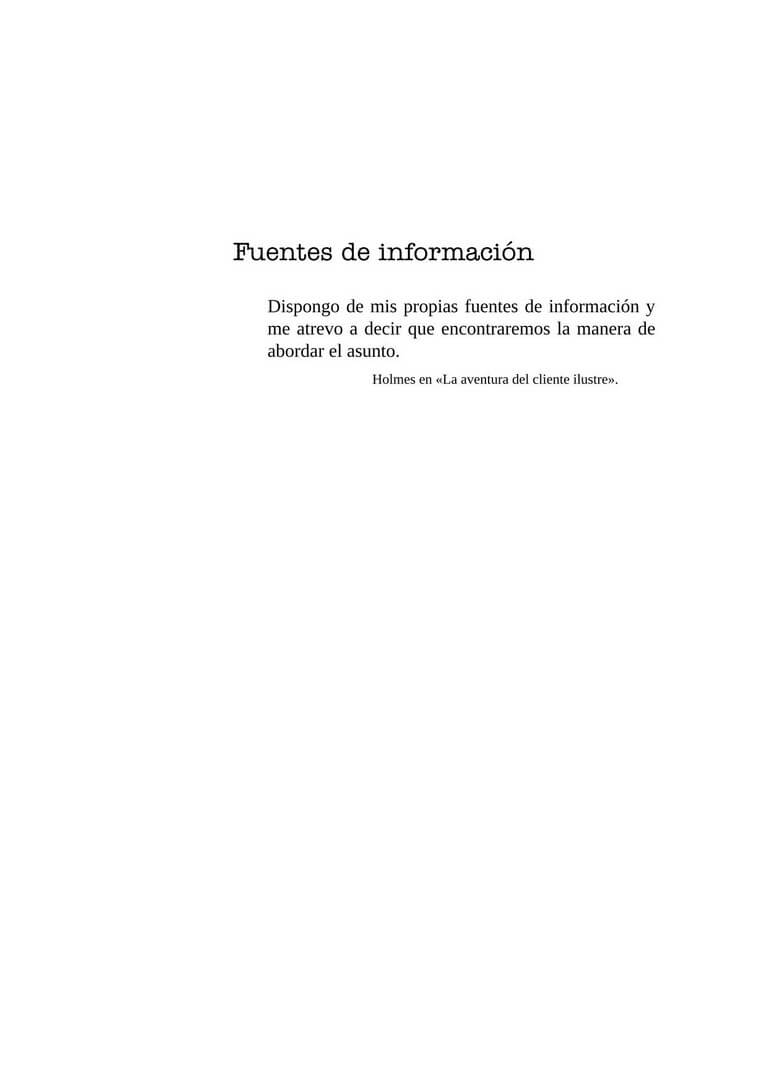 Fuentes de información
Dispongo de mis propias fuentes de información y
me atrevo a decir que encontraremos la manera de
abordar el asunto.
Holmes en «La aventura del cliente ilustre».